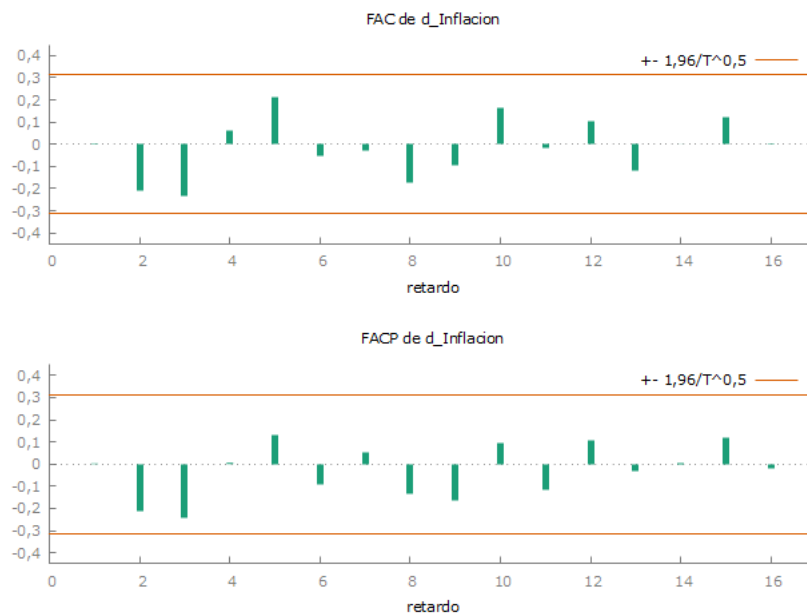 FAC de d_Inflacion
+- 1,96/T^0,5
0,4
0,3
0,2
0,1
0
-0,1
-0,2
-0,3
-0,4
0 2 4 6 8 10 12 14 16
retardo
FACP de d_Inflacion
+- 1,96/T^0,5
0,4
0,3
0,2
0,1
0
-0,1
-0,2
-0,3
-0,4
0 2 4 6 8 10 12 14 16
retardo